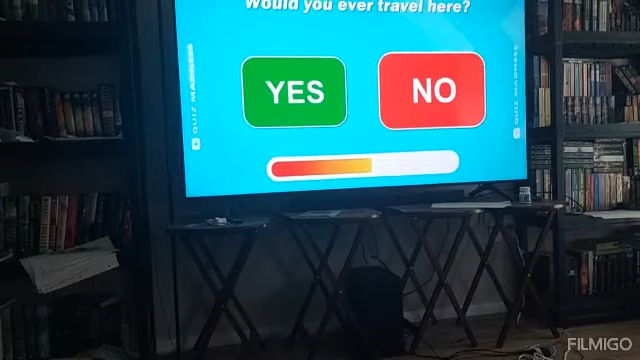 Would you ever travel here?
YES
NO
QUIZ MADNESS
QUIZ MADNESS
FILMIGO